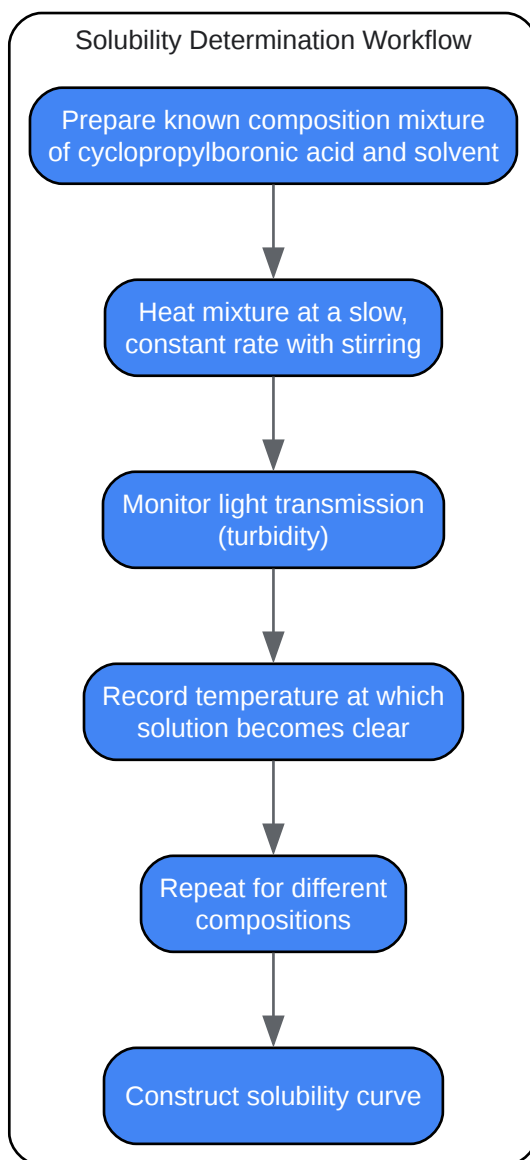 Solubility Determination Workflow
Prepare known composition mixture
of cyclopropylboronic acid and solvent
Heat mixture at a slow,
constant rate with stirring
Monitor light transmission
(turbidity)
Record temperature at which
solution becomes clear
Repeat for different
compositions
Construct solubility curve